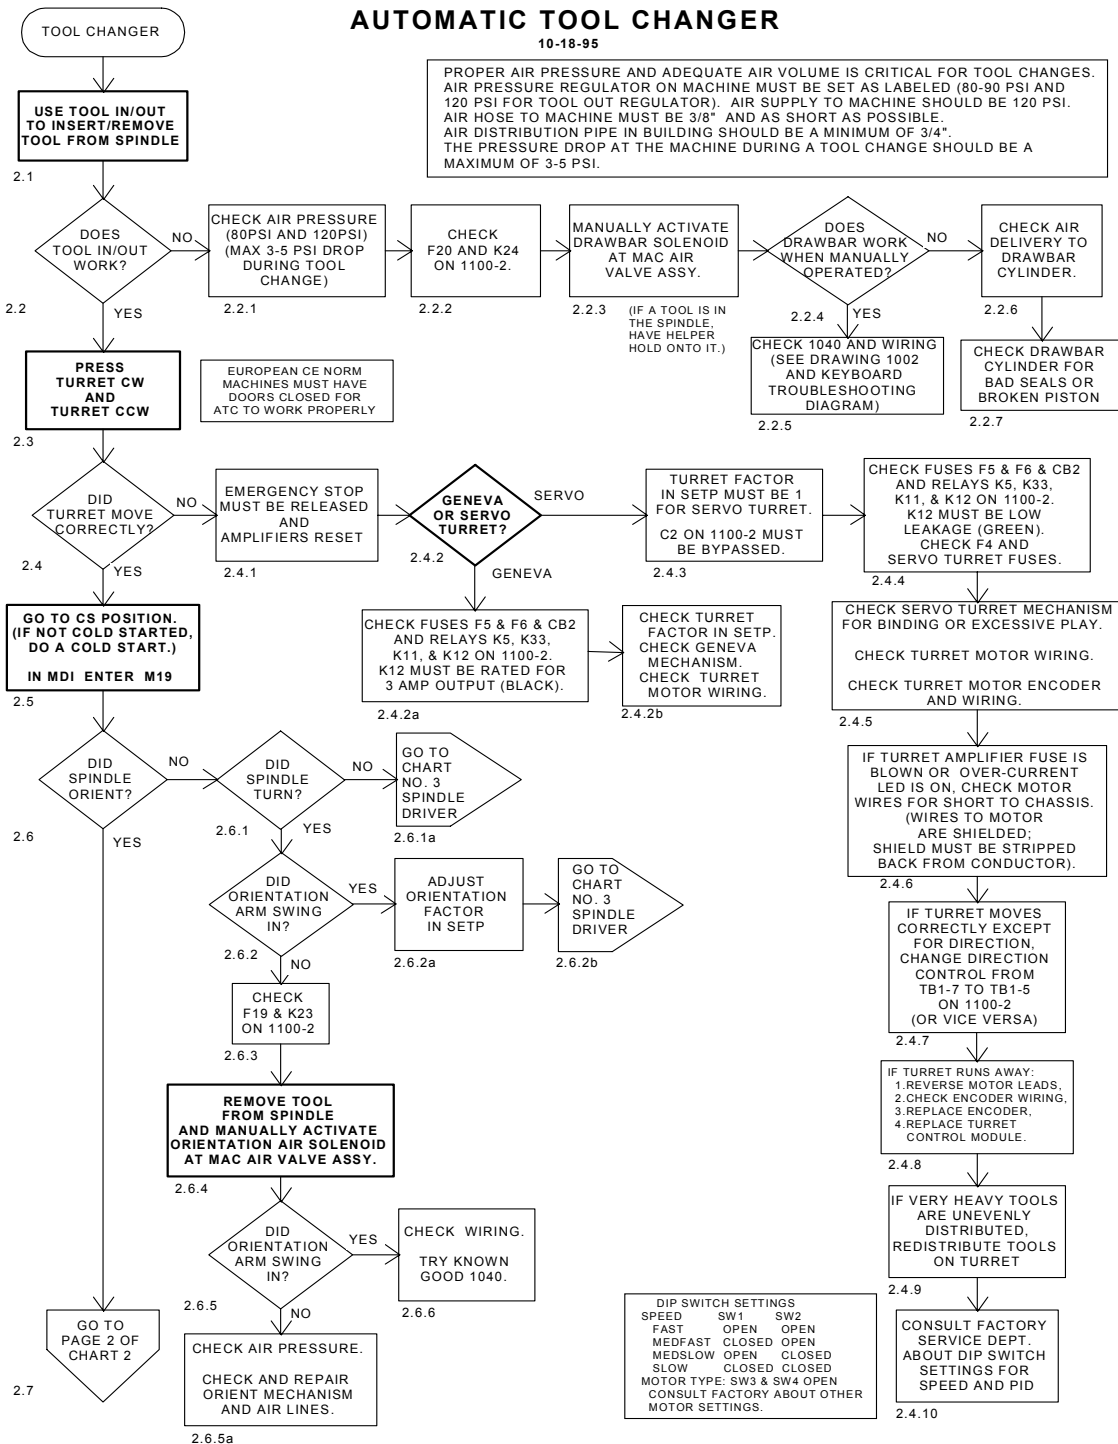 AUTOMATIC TOOL CHANGER
10-18-95
TOOL CHANGER
PROPER AIR PRESSURE AND ADEQUATE AIR VOLUME IS CRITICAL FOR TOOL CHANGES.
AIR PRESSURE REGULATOR ON MACHINE MUST BE SET AS LABELED (80-90 PSI AND
120 PSI FOR TOOL OUT REGULATOR). AIR SUPPLY TO MACHINE SHOULD BE 120 PSI.
AIR HOSE TO MACHINE MUST BE 3/8" AND AS SHORT AS POSSIBLE.
AIR DISTRIBUTION PIPE IN BUILDING SHOULD BE A MINIMUM OF 3/4".
THE PRESSURE DROP AT THE MACHINE DURING A TOOL CHANGE SHOULD BE A
MAXIMUM OF 3-5 PSI.
USE TOOL IN/OUT
TO INSERT/REMOVE
TOOL FROM SPINDLE
2.1
DOES
TOOL IN/OUT
WORK?
NO
YES
2.2
CHECK AIR PRESSURE
(80PSI AND 120PSI)
(MAX 3-5 PSI DROP
DURING TOOL
CHANGE)
2.2.1
CHECK
F20 AND K24
ON 1100-2.
2.2.2
MANUALLY ACTIVATE
DRAWBAR SOLENOID
AT MAC AIR
VALVE ASSY.
2.2.3
(IF A TOOL IS IN
THE SPINDLE,
HAVE HELPER
HOLD ONTO IT.)
DOES
DRAWBAR WORK
WHEN MANUALLY
OPERATED?
NO
YES
2.2.4
CHECK 1040 AND WIRING
(SEE DRAWING 1002
AND KEYBOARD
TROUBLESHOOTING
DIAGRAM)
2.2.5
CHECK AIR
DELIVERY TO
DRAWBAR
CYLINDER.
2.2.6
CHECK DRAWBAR
CYLINDER FOR
BAD SEALS OR
BROKEN PISTON
2.2.7
PRESS
TURRET CW
AND
TURRET CCW
2.3
EUROPEAN CE NORM
MACHINES MUST HAVE
DOORS CLOSED FOR
ATC TO WORK PROPERLY
DID
TURRET MOVE
CORRECTLY?
NO
YES
2.4
EMERGENCY STOP
MUST BE RELEASED
AND
AMPLIFIERS RESET
2.4.1
GENEVA
OR SERVO
TURRET?
SERVO
GENEVA
2.4.2
CHECK FUSES F5 & F6 & CB2
AND RELAYS K5, K33,
K11, & K12 ON 1100-2.
K12 MUST BE RATED FOR
3 AMP OUTPUT (BLACK).
2.4.2a
CHECK TURRET
FACTOR IN SETP.
CHECK GENEVA
MECHANISM.
CHECK TURRET
MOTOR WIRING.
2.4.2b
TURRET FACTOR
IN SETP MUST BE 1
FOR SERVO TURRET.
C2 ON 1100-2 MUST
BE BYPASSED.
2.4.3
CHECK FUSES F5 & F6 & CB2
AND RELAYS K5, K33,
K11, & K12 ON 1100-2.
K12 MUST BE LOW
LEAKAGE (GREEN).
CHECK F4 AND
SERVO TURRET FUSES.
2.4.4
CHECK SERVO TURRET MECHANISM
FOR BINDING OR EXCESSIVE PLAY.
CHECK TURRET MOTOR WIRING.
CHECK TURRET MOTOR ENCODER
AND WIRING.
2.4.5
IF TURRET AMPLIFIER FUSE IS
BLOWN OR OVER-CURRENT
LED IS ON, CHECK MOTOR
WIRES FOR SHORT TO CHASSIS.
(WIRES TO MOTOR
ARE SHIELDED;
SHIELD MUST BE STRIPPED
BACK FROM CONDUCTOR).
2.4.6
IF TURRET MOVES
CORRECTLY EXCEPT
FOR DIRECTION,
CHANGE DIRECTION
CONTROL FROM
TB1-7 TO TB1-5
ON 1100-2
(OR VICE VERSA)
2.4.7
IF TURRET RUNS AWAY:
1.REVERSE MOTOR LEADS,
2.CHECK ENCODER WIRING,
3.REPLACE ENCODER,
4.REPLACE TURRET
CONTROL MODULE.
2.4.8
IF VERY HEAVY TOOLS
ARE UNEVENLY
DISTRIBUTED,
REDISTRIBUTE TOOLS
ON TURRET
2.4.9
CONSULT FACTORY
SERVICE DEPT.
ABOUT DIP SWITCH
SETTINGS FOR
SPEED AND PID
2.4.10
GO TO CS POSITION.
(IF NOT COLD STARTED,
DO A COLD START.)
IN MDI ENTER M19
2.5
DID
SPINDLE
ORIENT?
NO
YES
2.6
DID
SPINDLE
TURN?
NO
YES
2.6.1
GO TO
CHART
NO. 3
SPINDLE
DRIVER
2.6.1a
DID
ORIENTATION
ARM SWING
IN?
YES
NO
2.6.2
ADJUST
ORIENTATION
FACTOR
IN SETP
2.6.2a
GO TO
CHART
NO. 3
SPINDLE
DRIVER
2.6.2b
CHECK
F19 & K23
ON 1100-2
2.6.3
REMOVE TOOL
FROM SPINDLE
AND MANUALLY ACTIVATE
ORIENTATION AIR SOLENOID
AT MAC AIR VALVE ASSY.
2.6.4
DID
ORIENTATION
ARM SWING
IN?
YES
NO
2.6.5
CHECK WIRING.
TRY KNOWN
GOOD 1040.
2.6.6
CHECK AIR PRESSURE.
CHECK AND REPAIR
ORIENT MECHANISM
AND AIR LINES.
2.6.5a
GO TO
PAGE 2 OF
CHART 2
2.7
DIP SWITCH SETTINGS
SPEED SW1 SW2
FAST OPEN OPEN
MEDFAST CLOSED OPEN
MEDSLOW OPEN CLOSED
SLOW CLOSED CLOSED
MOTOR TYPE: SW3 & SW4 OPEN
CONSULT FACTORY ABOUT OTHER
MOTOR SETTINGS.